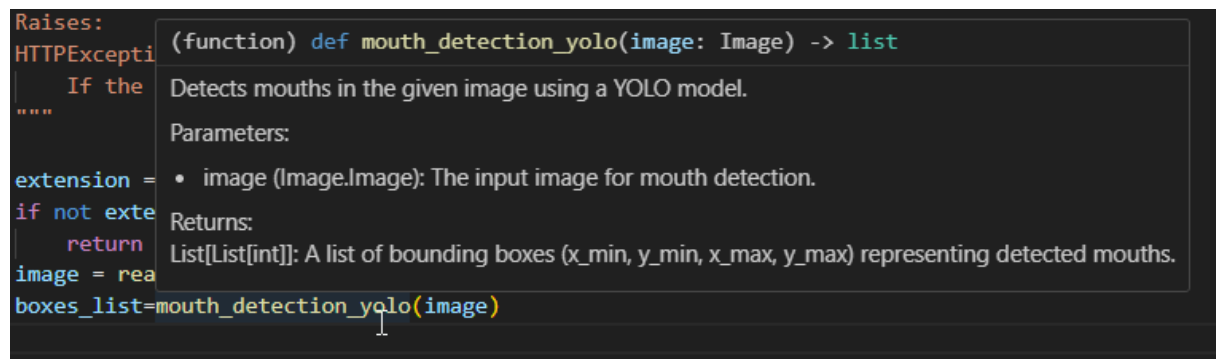 Raises:
HTTPExcepti
If the
"""
(function) def mouth_detection_yolo(image: Image) -> list
Detects mouths in the given image using a YOLO model.
Parameters:
• image (Image.Image): The input image for mouth detection.
Returns:
List[List[int]]: A list of bounding boxes (x_min, y_min, x_max, y_max) representing detected mouths.
extension =
if not exte
return
image = rea
boxes_list=mouth_detection_yolo(image)